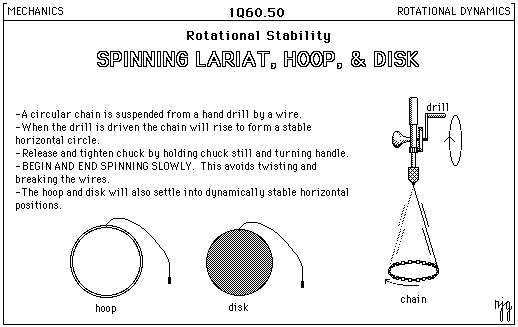 MECHANICS
1Q60.50
ROTATIONAL DYNAMICS
Rotational Stability
SPINNING LARIAT, HOOP, & DISK
-A circular chain is suspended from a hand drill by a wire.
-When the drill is driven the chain will rise to form a stable
horizontal circle.
-Release and tighten chuck by holding chuck still and turning handle.
-BEGIN AND END SPINNING SLOWLY. This avoids twisting and
breaking the wires.
-The hoop and disk will also settle into dynamically stable horizontal
positions.
drill
hoop
disk
chain